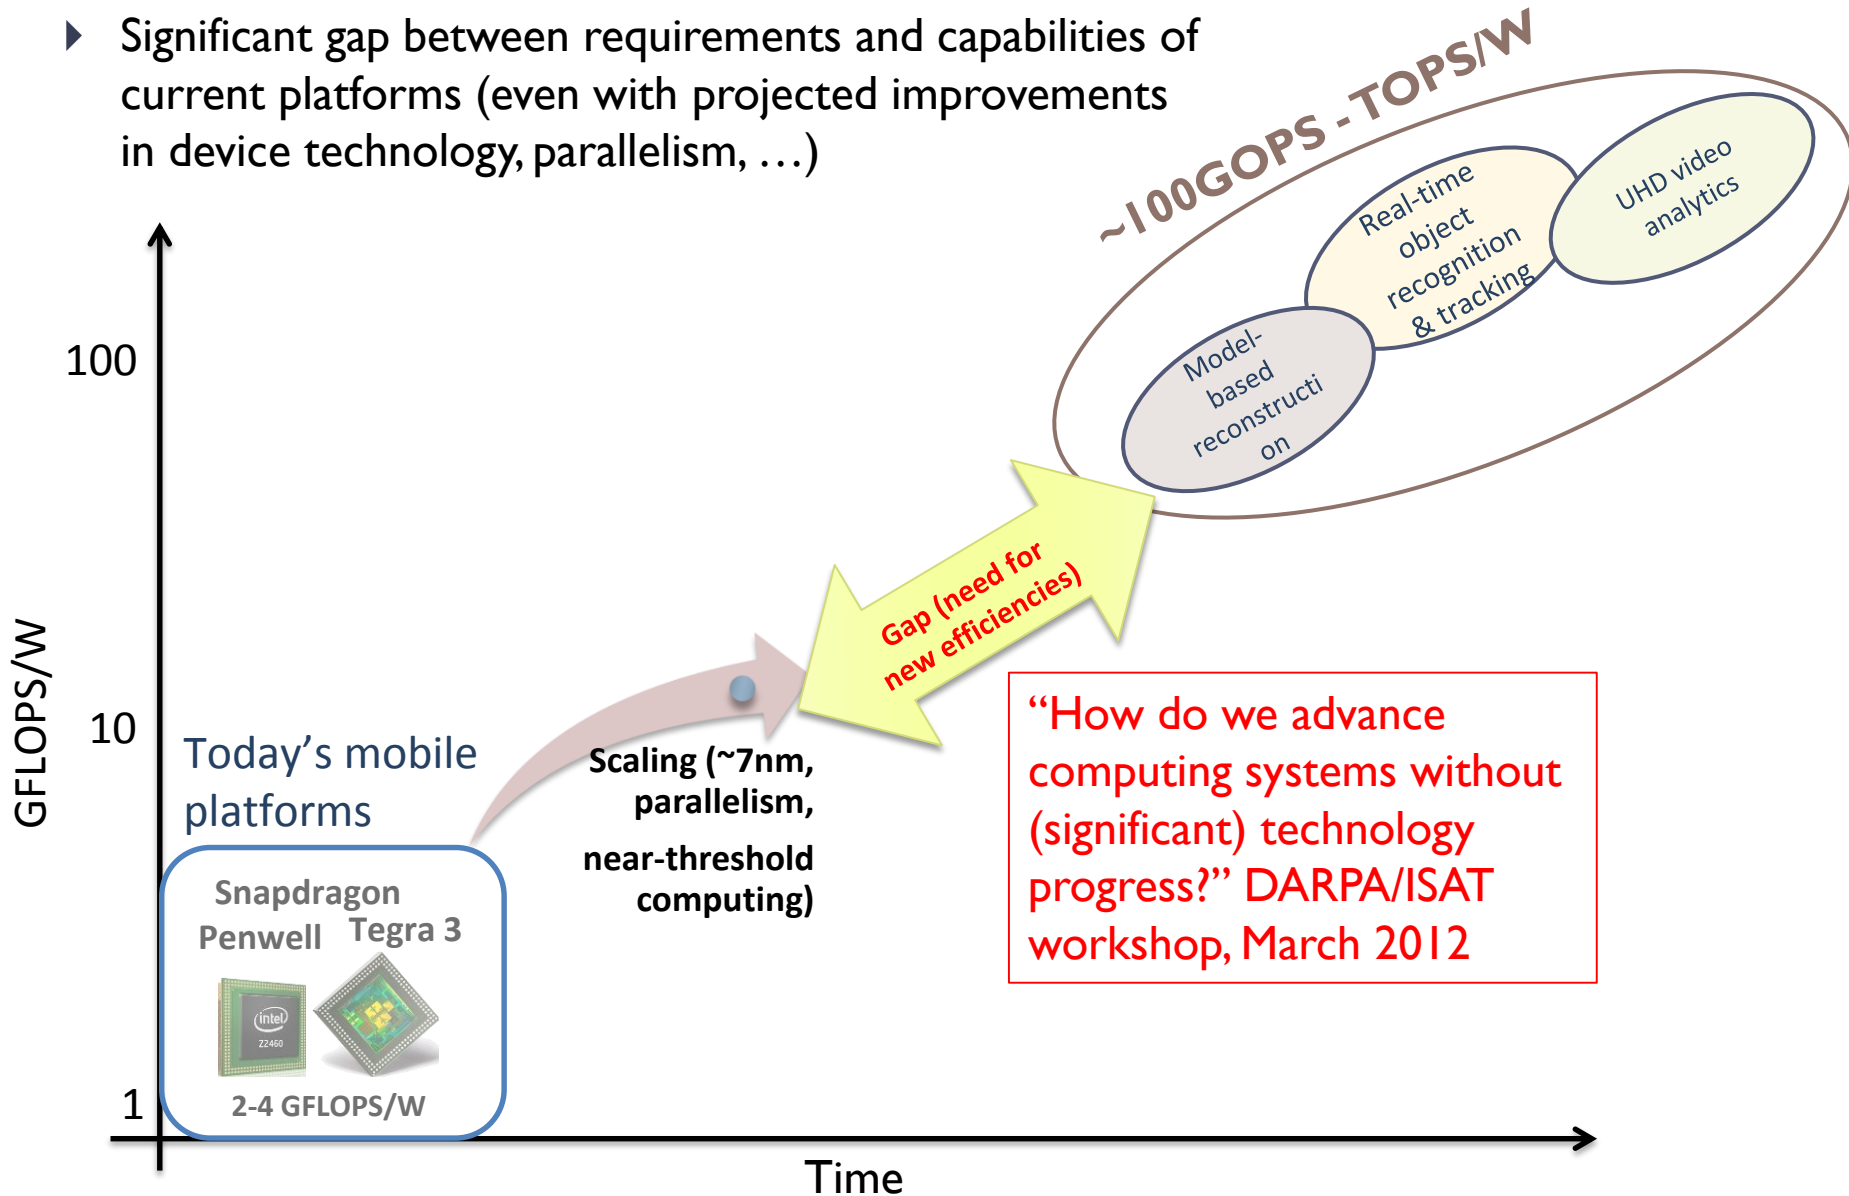 Significant gap between requirements and capabilities of
current platforms (even with projected improvements
in device technology, parallelism, …)
~100GOPS - TOPS/W
UHD video
analytics
Real-time
object
recognition
& tracking
Model-
based
reconstructi
on
100
10
1
GFLOPS/W
Gap (need for
new efficiencies)
Today's mobile
platforms
Scaling (~7nm,
parallelism,
near-threshold
computing)
Snapdragon
Penwell Tegra 3
intel
Z2460
2-4 GFLOPS/W
“How do we advance
computing systems without
(significant) technology
progress?” DARPA/ISAT
workshop, March 2012
Time